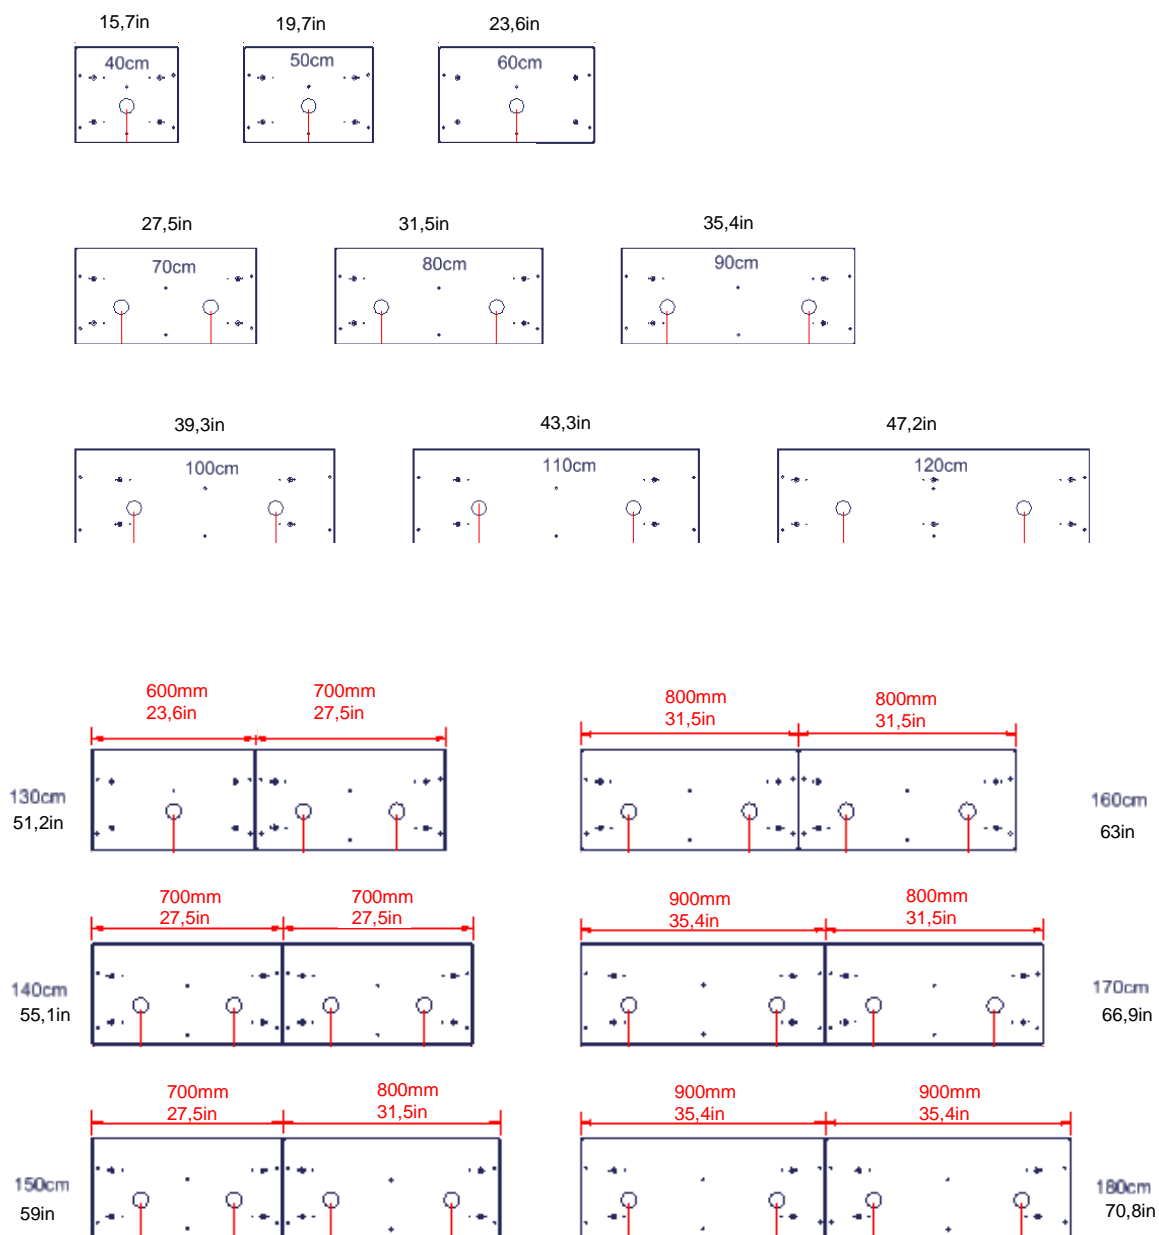 15,7in
19,7in
23,6in
40cm
50cm
60cm
27,5in
31,5in
35,4in
70cm
80cm
90cm
39,3in
43,3in
47,2in
100cm
110cm
120cm
600mm
23,6in
700mm
27,5in
800mm
31,5in
800mm
31,5in
130cm
51,2in
160cm
63in
700mm
27,5in
700mm
27,5in
900mm
35,4in
800mm
31,5in
140cm
55,1in
170cm
66,9in
700mm
27,5in
800mm
31,5in
900mm
35,4in
900mm
35,4in
150cm
59in
180cm
70,8in